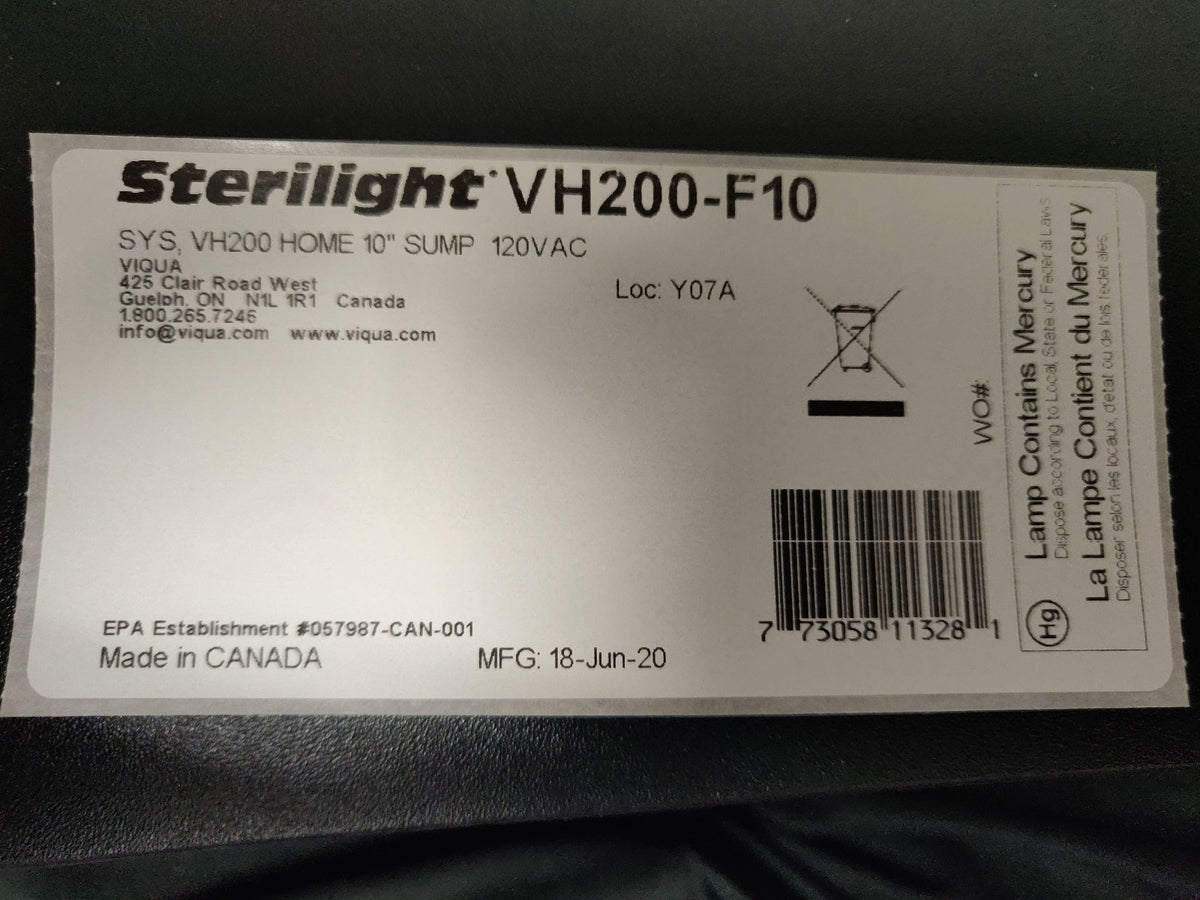 Sterilight VH200-F10
SYS, VH200 HOME 10" SUMP 120VAC
VIQUA
425 Clair Road West
Guelph, ON N1L 1R1 Canada
1.800.265.7246
info@viqua.com www.viqua.com
Loc: Y07A
WO#:
EPA Establishment #057987-CAN-001
Made in CANADA
MFG: 18-Jun-20
7 73058 11328 1
Hg
Lamp Contains Mercury
Dispose according to Local, State or Federal Laws.
La Lampe Contient du Mercury
Disposer selon les locaux, d'etat ou de lois federales.